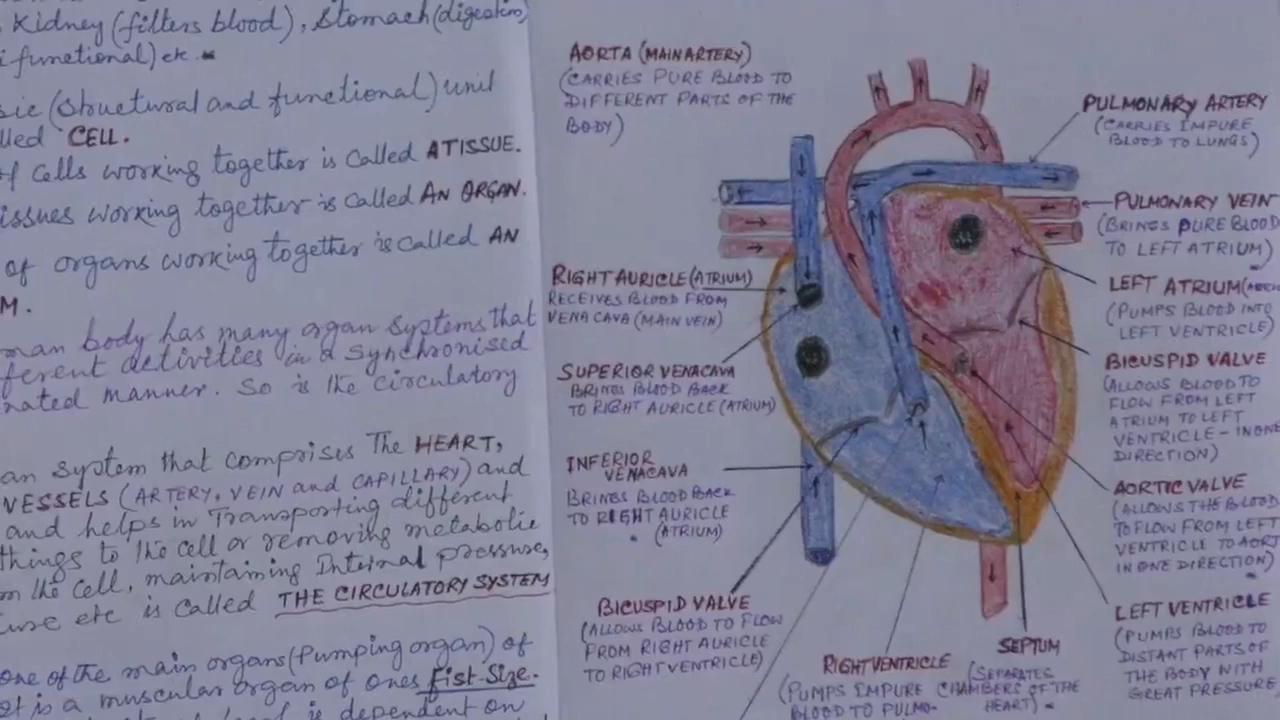 Kidney (filters blood), Stomach (digestion)
functional) etc.
(Structural and functional) unit
CELL.
of cells working together is called A TISSUE.
working together is called AN ORGAN.
of organs working together is called AN
M.
body has many organ systems that
activities in a synchronised
manner. So is the circulatory
system that comprises The HEART,
VESSELS (ARTERY, VEIN and CAPILLARY) and
and helps in Transporting different
things to the cell or removing metabolic
the cell, maintaining Internal pressure,
etc is called THE CIRCULATORY SYSTEM
one of the main organs (Pumping organ) of
is a muscular organ of ones Fist-Size.
is dependent on
AORTA (MAIN ARTERY)
(CARRIES PURE BLOOD TO
DIFFERENT PARTS OF THE
BODY)
RIGHT AURICLE (ATRIUM)
RECEIVES BLOOD FROM
VENA CAVA (MAIN VEIN)
SUPERIOR VENACAVA
BRINGS BLOOD BACK
TO RIGHT AURICLE (ATRIUM)
INFERIOR
VENACAVA
BRINGS BLOOD BACK
TO RIGHT AURICLE
(ATRIUM)
BICUSPID VALVE
(ALLOWS BLOOD TO FLOW
FROM RIGHT AURICLE
TO RIGHT VENTRICLE)
RIGHT VENTRICLE
(PUMPS IMPURE
BLOOD TO PULMO-
SEPTUM
(SEPARATES
CHAMBERS OF THE
HEART)
PULMONARY ARTERY
(CARRIES IMPURE
BLOOD TO LUNGS)
PULMONARY VEIN
(BRINGS PURE BLOOD
TO LEFT ATRIUM)
LEFT ATRIUM
(PUMPS BLOOD INTO
LEFT VENTRICLE)
BICUSPID VALVE
(ALLOWS BLOOD TO
FLOW FROM LEFT
ATRIUM TO LEFT
VENTRICLE - IN ONE
DIRECTION)
AORTIC VALVE
(ALLOWS THE BLOOD
TO FLOW FROM LEFT
VENTRICLE TO AORT
IN ONE DIRECTION)
LEFT VENTRICLE
(PUMPS BLOOD TO
DISTANT PARTS OF
THE BODY WITH
GREAT PRESSURE